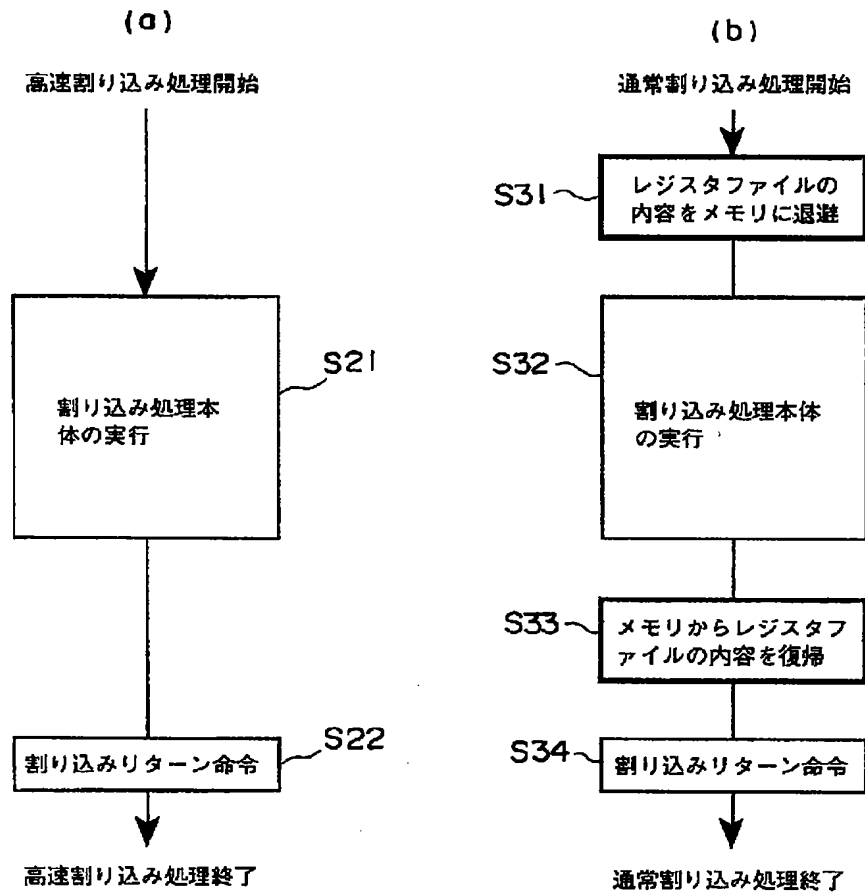 (a)
高速割り込み処理開始
S21
割り込み処理本
体の実行
S22
割り込みリターン命令
高速割り込み処理終了
(b)
通常割り込み処理開始
S31
レジスタファイルの
内容をメモリに退避
S32
割り込み処理本体
の実行
S33
メモリからレジスタフ
ァイルの内容を復帰
S34
割り込みリターン命令
通常割り込み処理終了